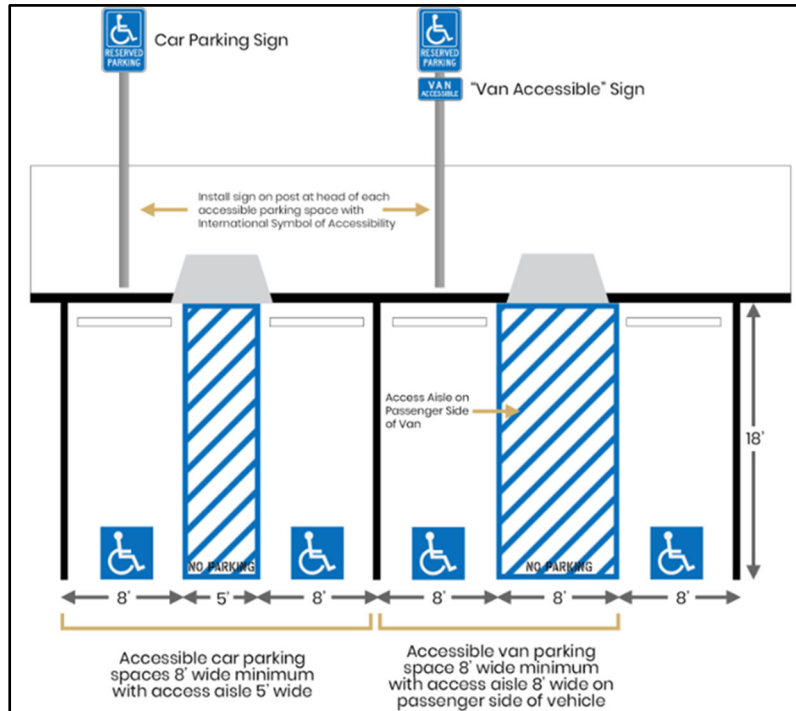 RESERVED
PARKING
Car Parking Sign
RESERVED
PARKING
VAN
ACCESSIBLE
"Van Accessible" Sign
Install sign on post at head of each
accessible parking space with
International Symbol of Accessibility
Access Aisle on
Passenger Side
of Van
18'
NO PARKING
NO PARKING
8'
5'
8'
8'
8'
8'
Accessible car parking
spaces 8' wide minimum
with access aisle 5' wide
Accessible van parking
space 8' wide minimum
with access aisle 8' wide on
passenger side of vehicle